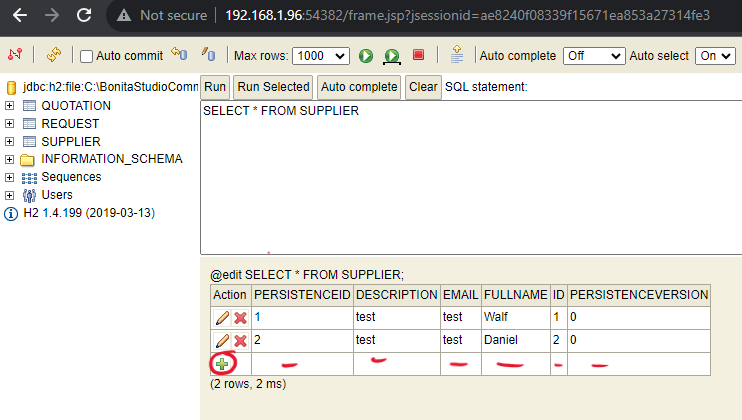 Not secure 192.168.1.96:54382/frame.jsp?jsessionid=ae8240f08339f15671ea853a27314fe3
Auto commit Max rows: 1000 Auto complete Off Auto select On
jdbc:h2:file:C:\BonitaStudioComm
QUOTATION
REQUEST
SUPPLIER
INFORMATION_SCHEMA
Sequences
Users
H2 1.4.199 (2019-03-13)
Run Run Selected Auto complete Clear SQL statement:
SELECT * FROM SUPPLIER
@edit SELECT * FROM SUPPLIER;
Action PERSISTENCEID DESCRIPTION EMAIL FULLNAME ID PERSISTENCEVERSION
1 test test Walf 1 0
2 test test Daniel 2 0
(2 rows, 2 ms)